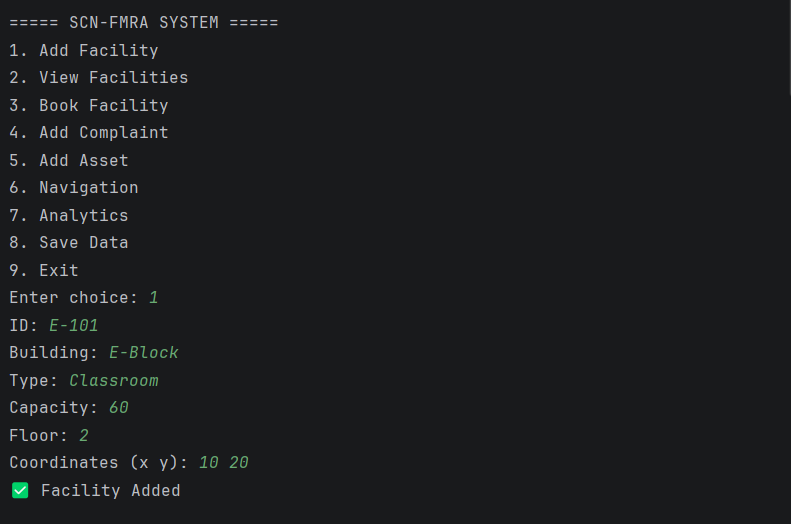 ===== SCN-FMRA SYSTEM =====
1. Add Facility
2. View Facilities
3. Book Facility
4. Add Complaint
5. Add Asset
6. Navigation
7. Analytics
8. Save Data
9. Exit
Enter choice: 1
ID: E-101
Building: E-Block
Type: Classroom
Capacity: 60
Floor: 2
Coordinates (x y): 10 20
✅ Facility Added